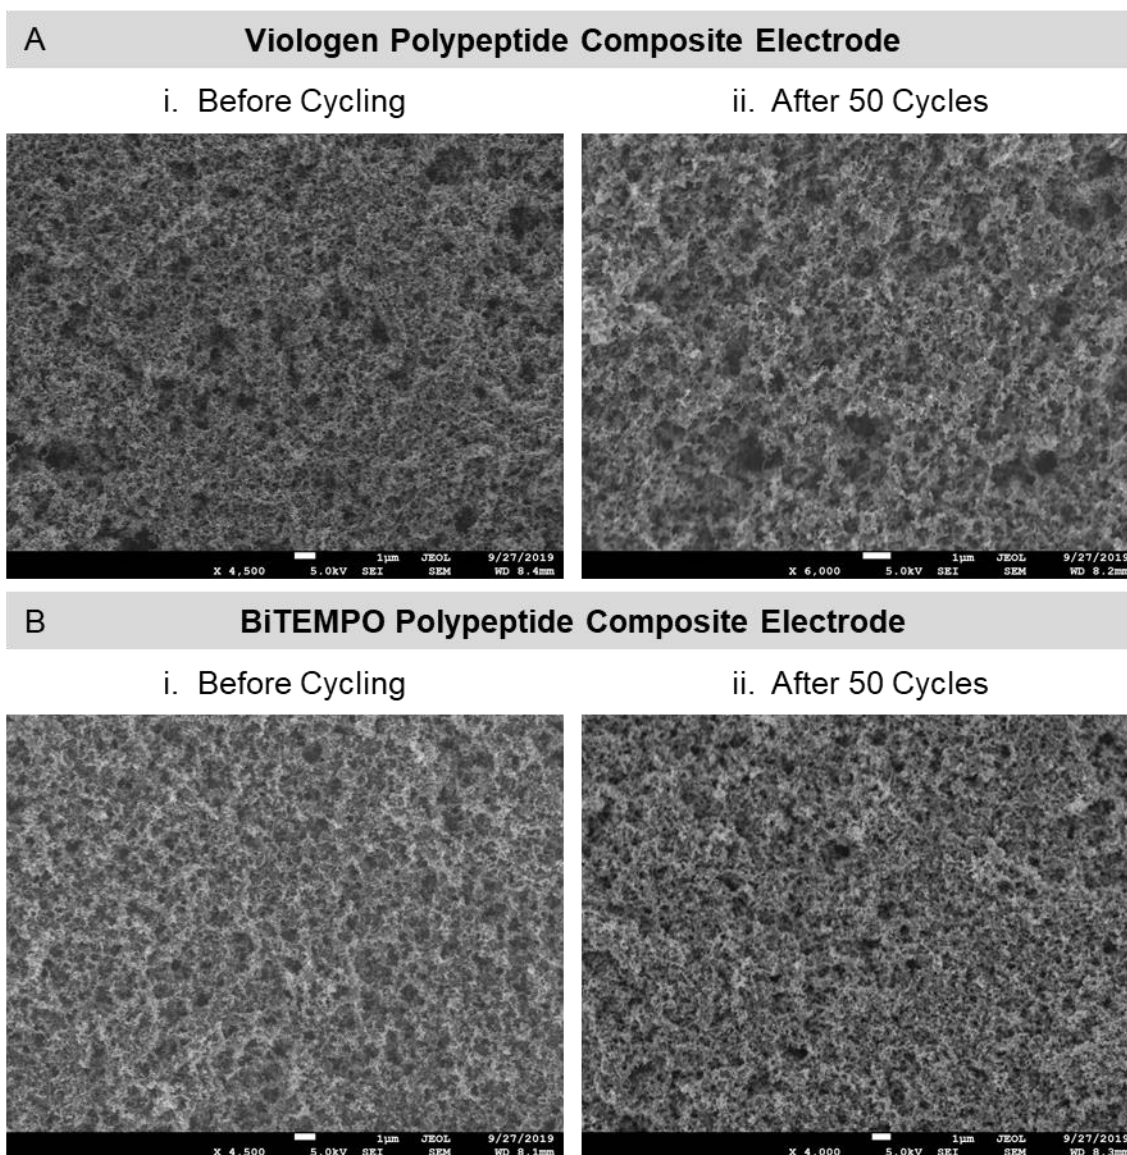 A Viologen Polypeptide Composite Electrode
i. Before Cycling
ii. After 50 Cycles
1µm JEOL 9/27/2019
X 4,500 5.0kV SEI SEM WD 8.4mm
1µm JEOL 9/27/2019
X 6,000 5.0kV SEI SEM WD 8.2mm
B BiTEMPO Polypeptide Composite Electrode
i. Before Cycling
ii. After 50 Cycles
1µm JEOL 9/27/2019
X 4,500 5.0kV SEI SEM WD 8.1mm
1µm JEOL 9/27/2019
X 4,000 5.0kV SEI SEM WD 8.3mm